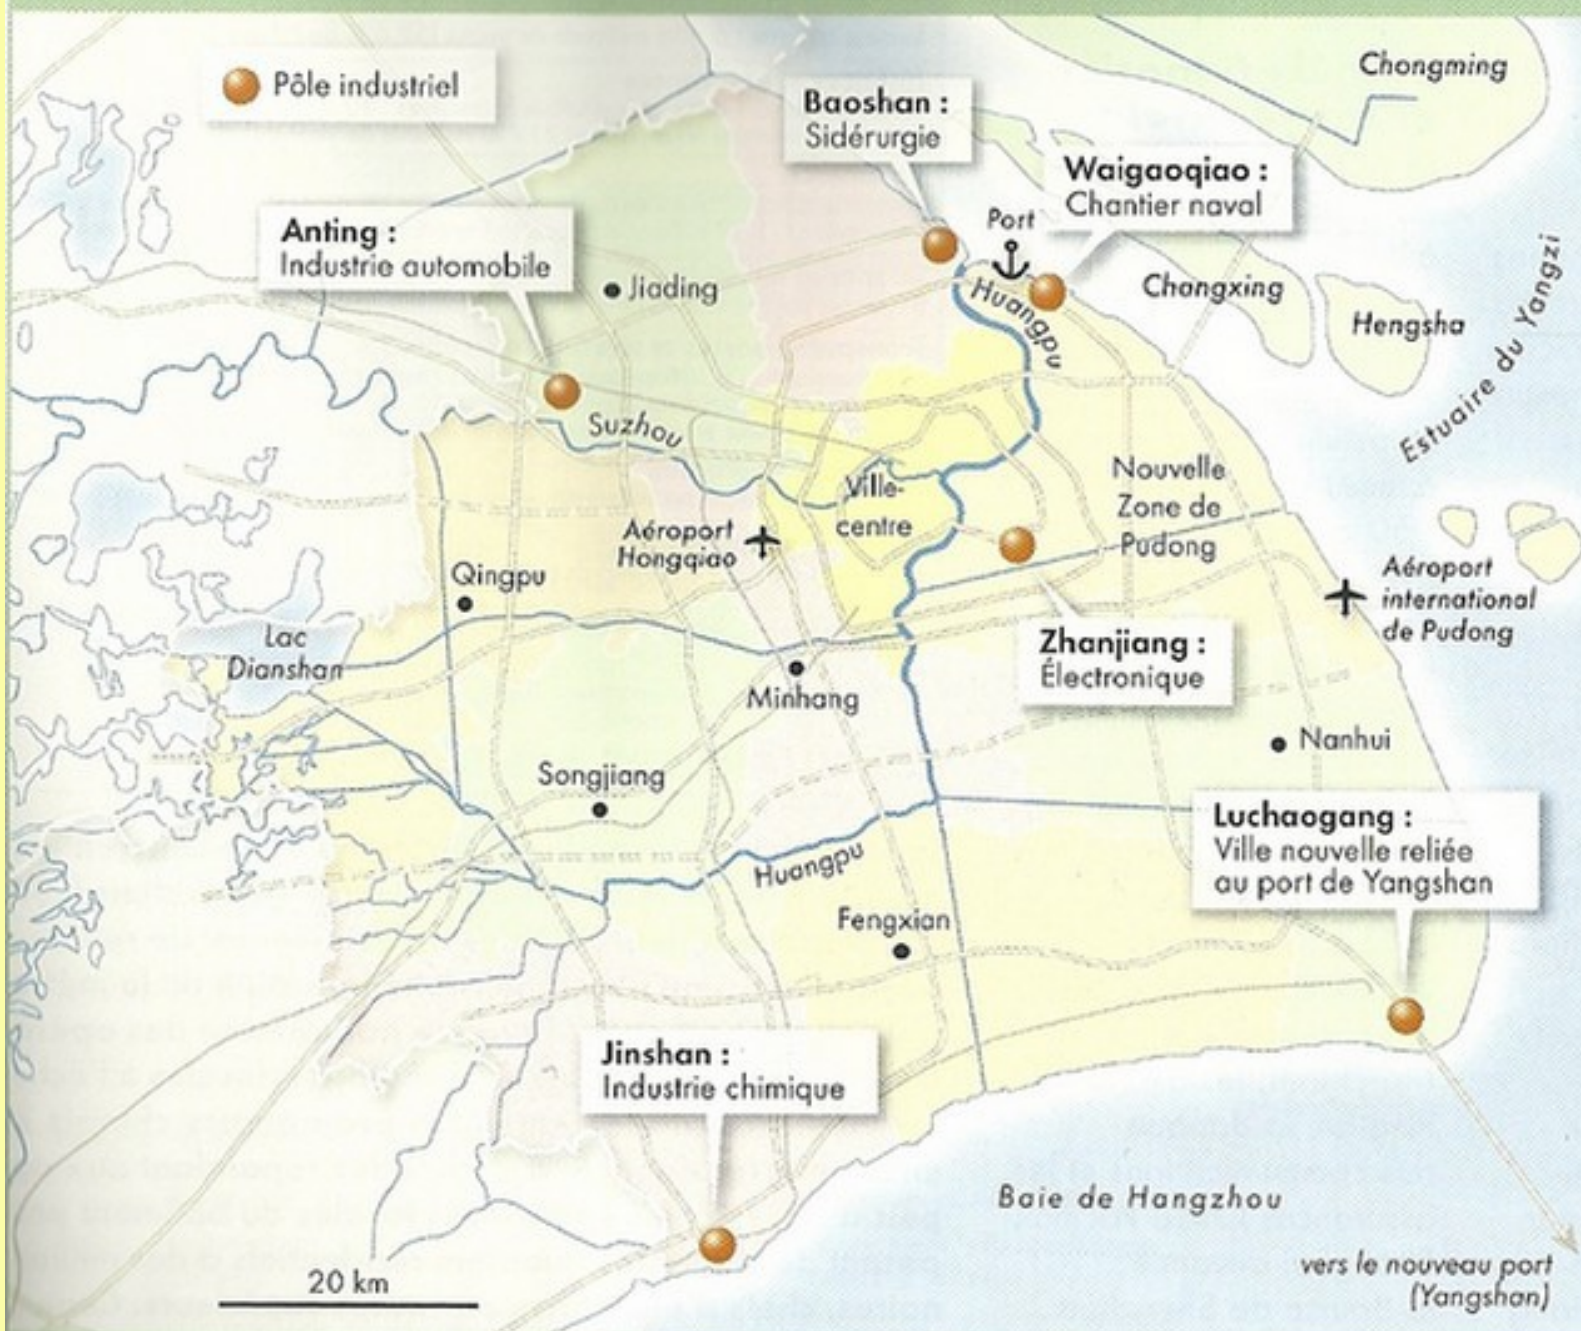 Pôle industriel
Chongming
Baoshan :
Sidérurgie
Waigaoqiao :
Chantier naval
Port
Anting :
Industrie automobile
Jiading
Huangpu
Changxing
Hengsha
Estuaire du Yangzi
Suzhou
Ville-
centre
Nouvelle
Zone de
Pudong
Aéroport
Hongqiao
Qingpu
Aéroport
international
de Pudong
Lac
Dianshan
Zhanjiang :
Électronique
Minhang
Nanhui
Songjiang
Luchaogang :
Ville nouvelle reliée
au port de Yangshan
Huangpu
Fengxian
Jinshan :
Industrie chimique
Baie de Hangzhou
vers le nouveau port
(Yangshan)
20 km